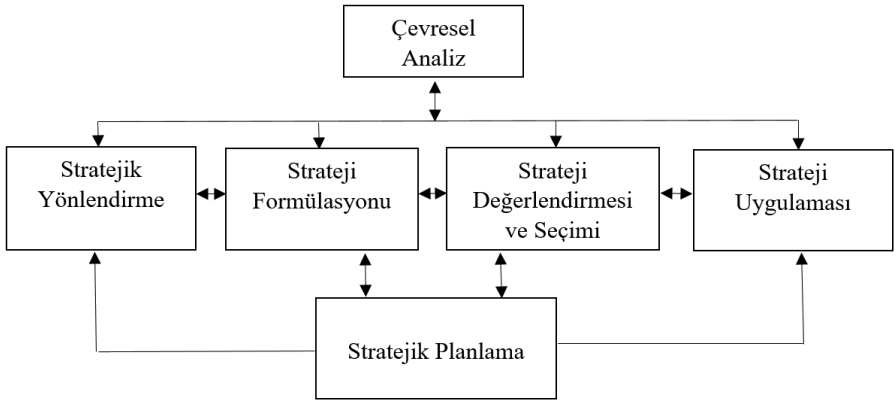 Çevresel
Analiz
Stratejik
Yönlendirme
Strateji
Formülasyonu
Strateji
Değerlendirmesi
ve Seçimi
Strateji
Uygulaması
Stratejik Planlama